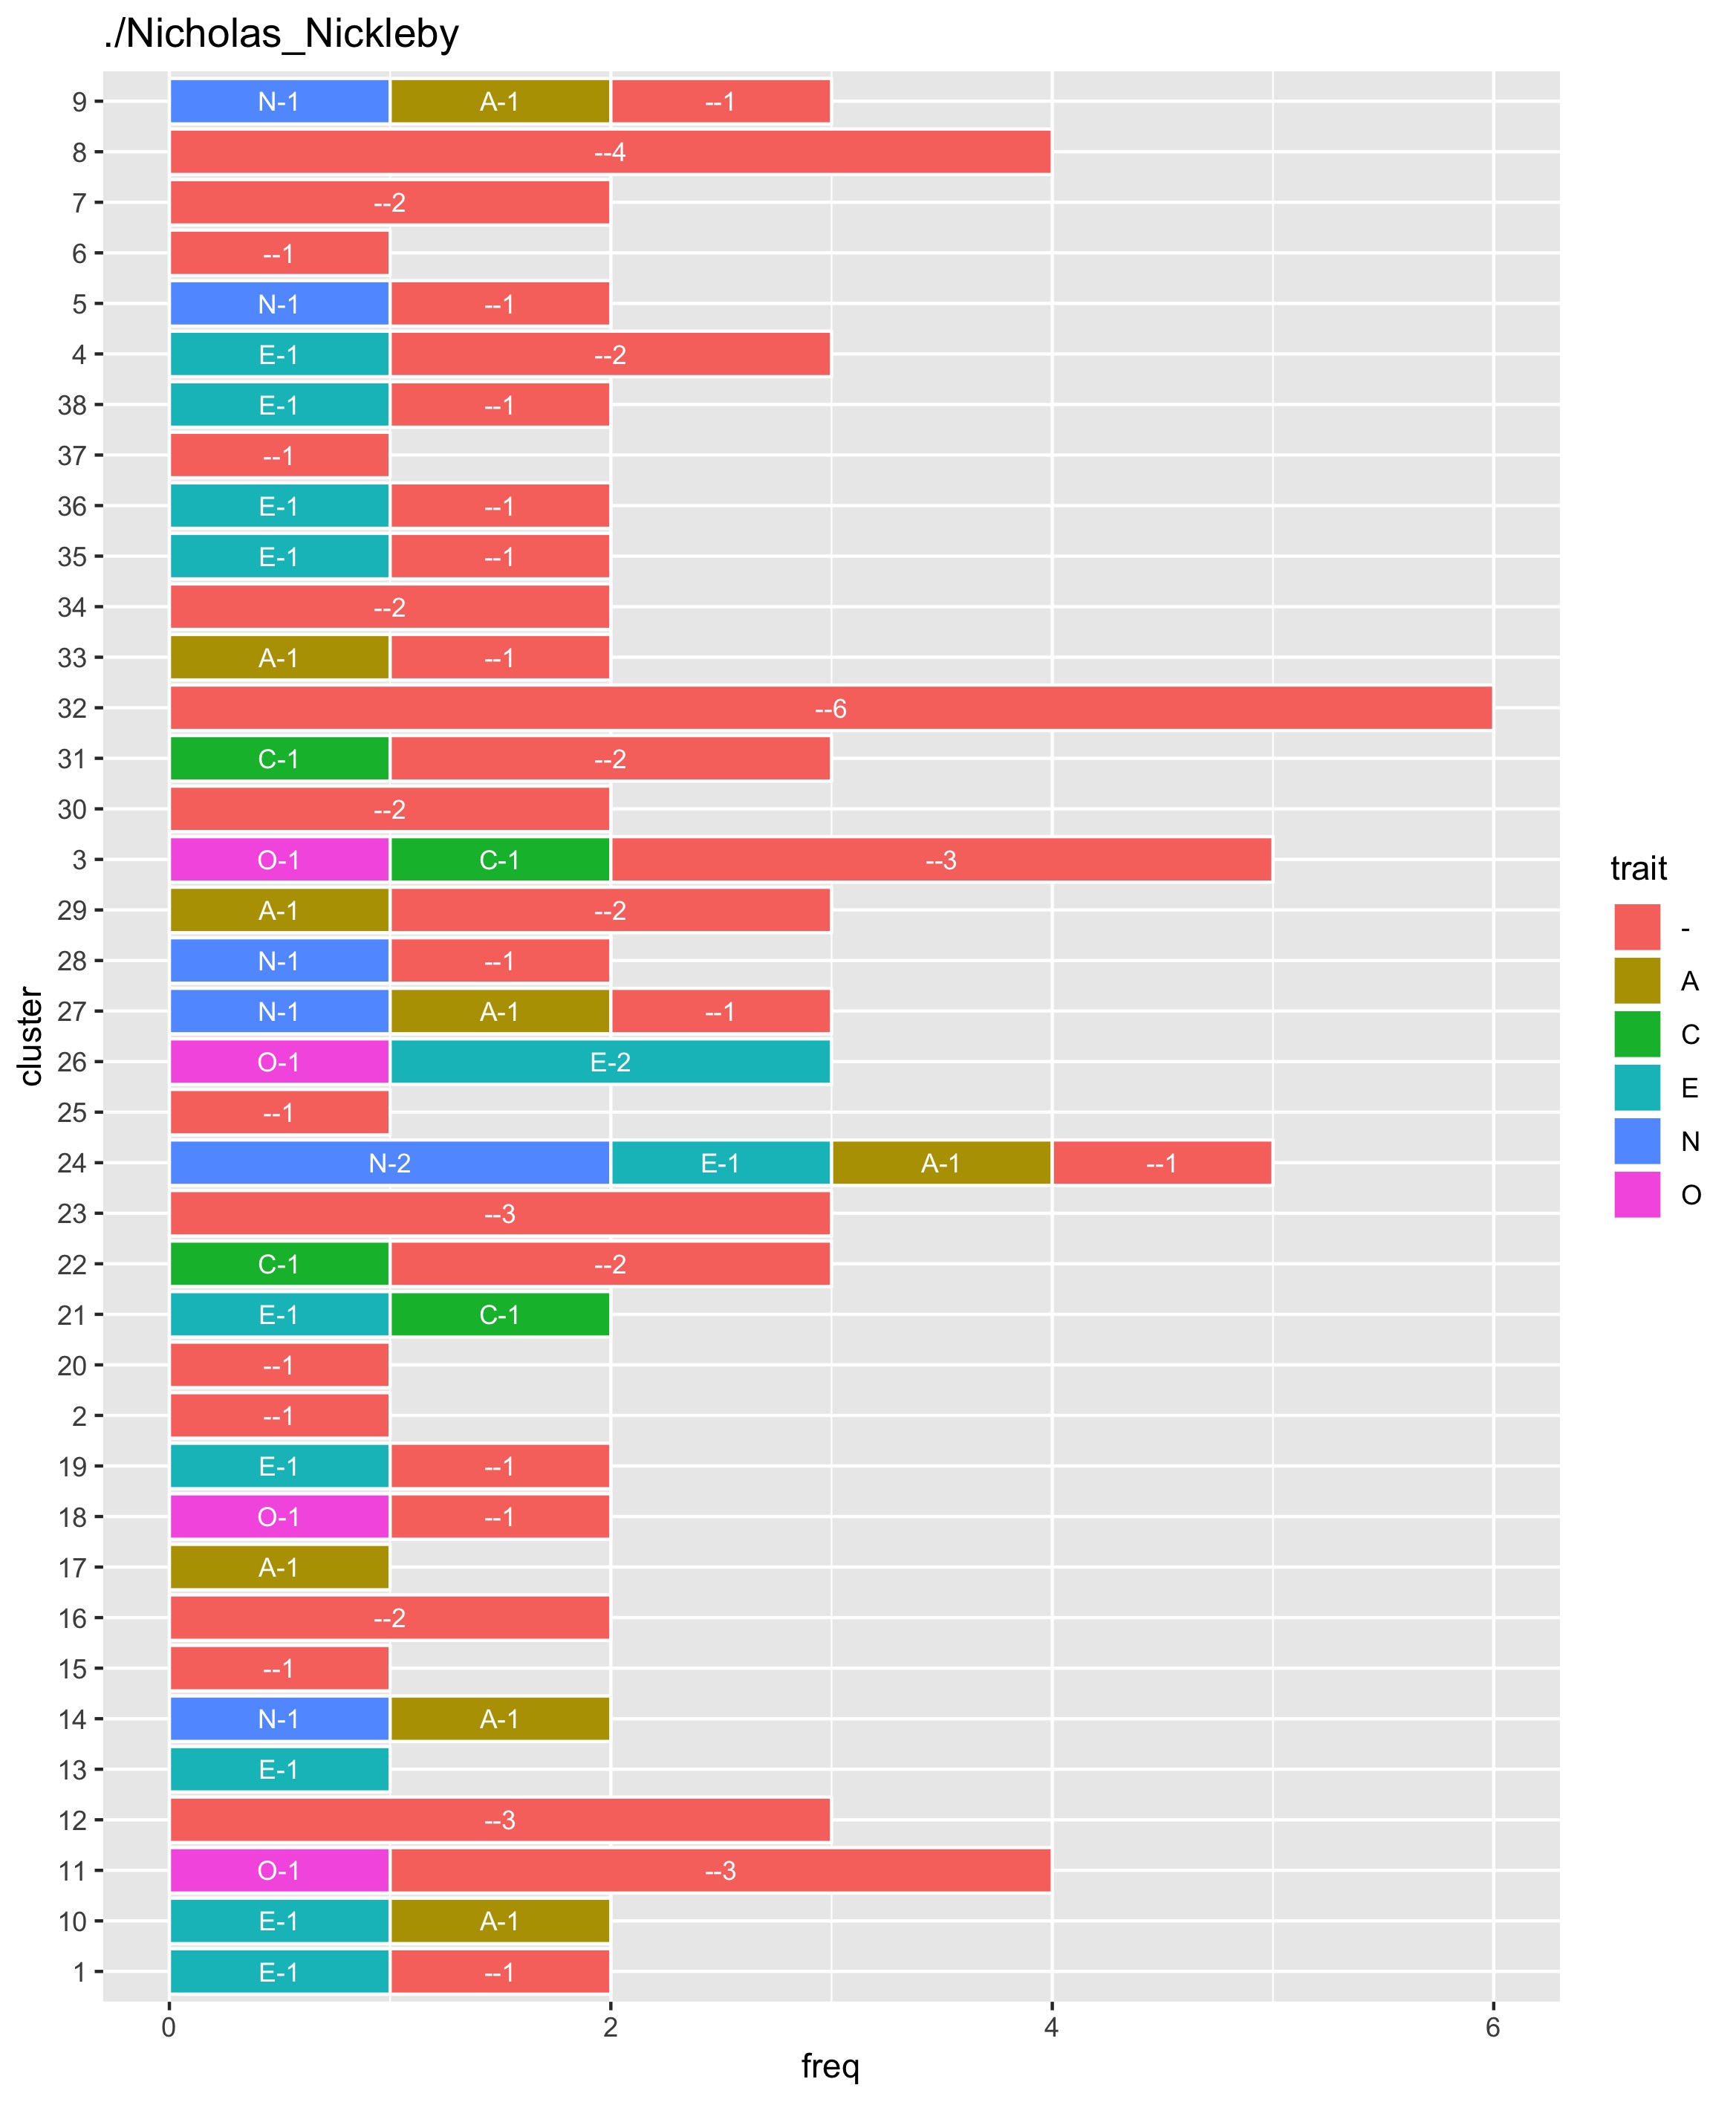 ./Nicholas_Nickleby
9 N-1 A-1 --1
8 --4
7 --2
6 --1
5 N-1 --1
4 E-1 --2
38 E-1 --1
37 --1
36 E-1 --1
35 E-1 --1
34 --2
33 A-1 --1
32 --6
31 C-1 --2
30 --2
3 O-1 C-1 --3
29 A-1 --2
28 N-1 --1
27 N-1 A-1 --1
26 O-1 E-2
25 --1
24 N-2 E-1 A-1 --1
23 --3
22 C-1 --2
21 E-1 C-1
20 --1
2 --1
19 E-1 --1
18 O-1 --1
17 A-1
16 --2
15 --1
14 N-1 A-1
13 E-1
12 --3
11 O-1 --3
10 E-1 A-1
1 E-1 --1
0 2 4 6
freq
cluster
trait
-
A
C
E
N
O